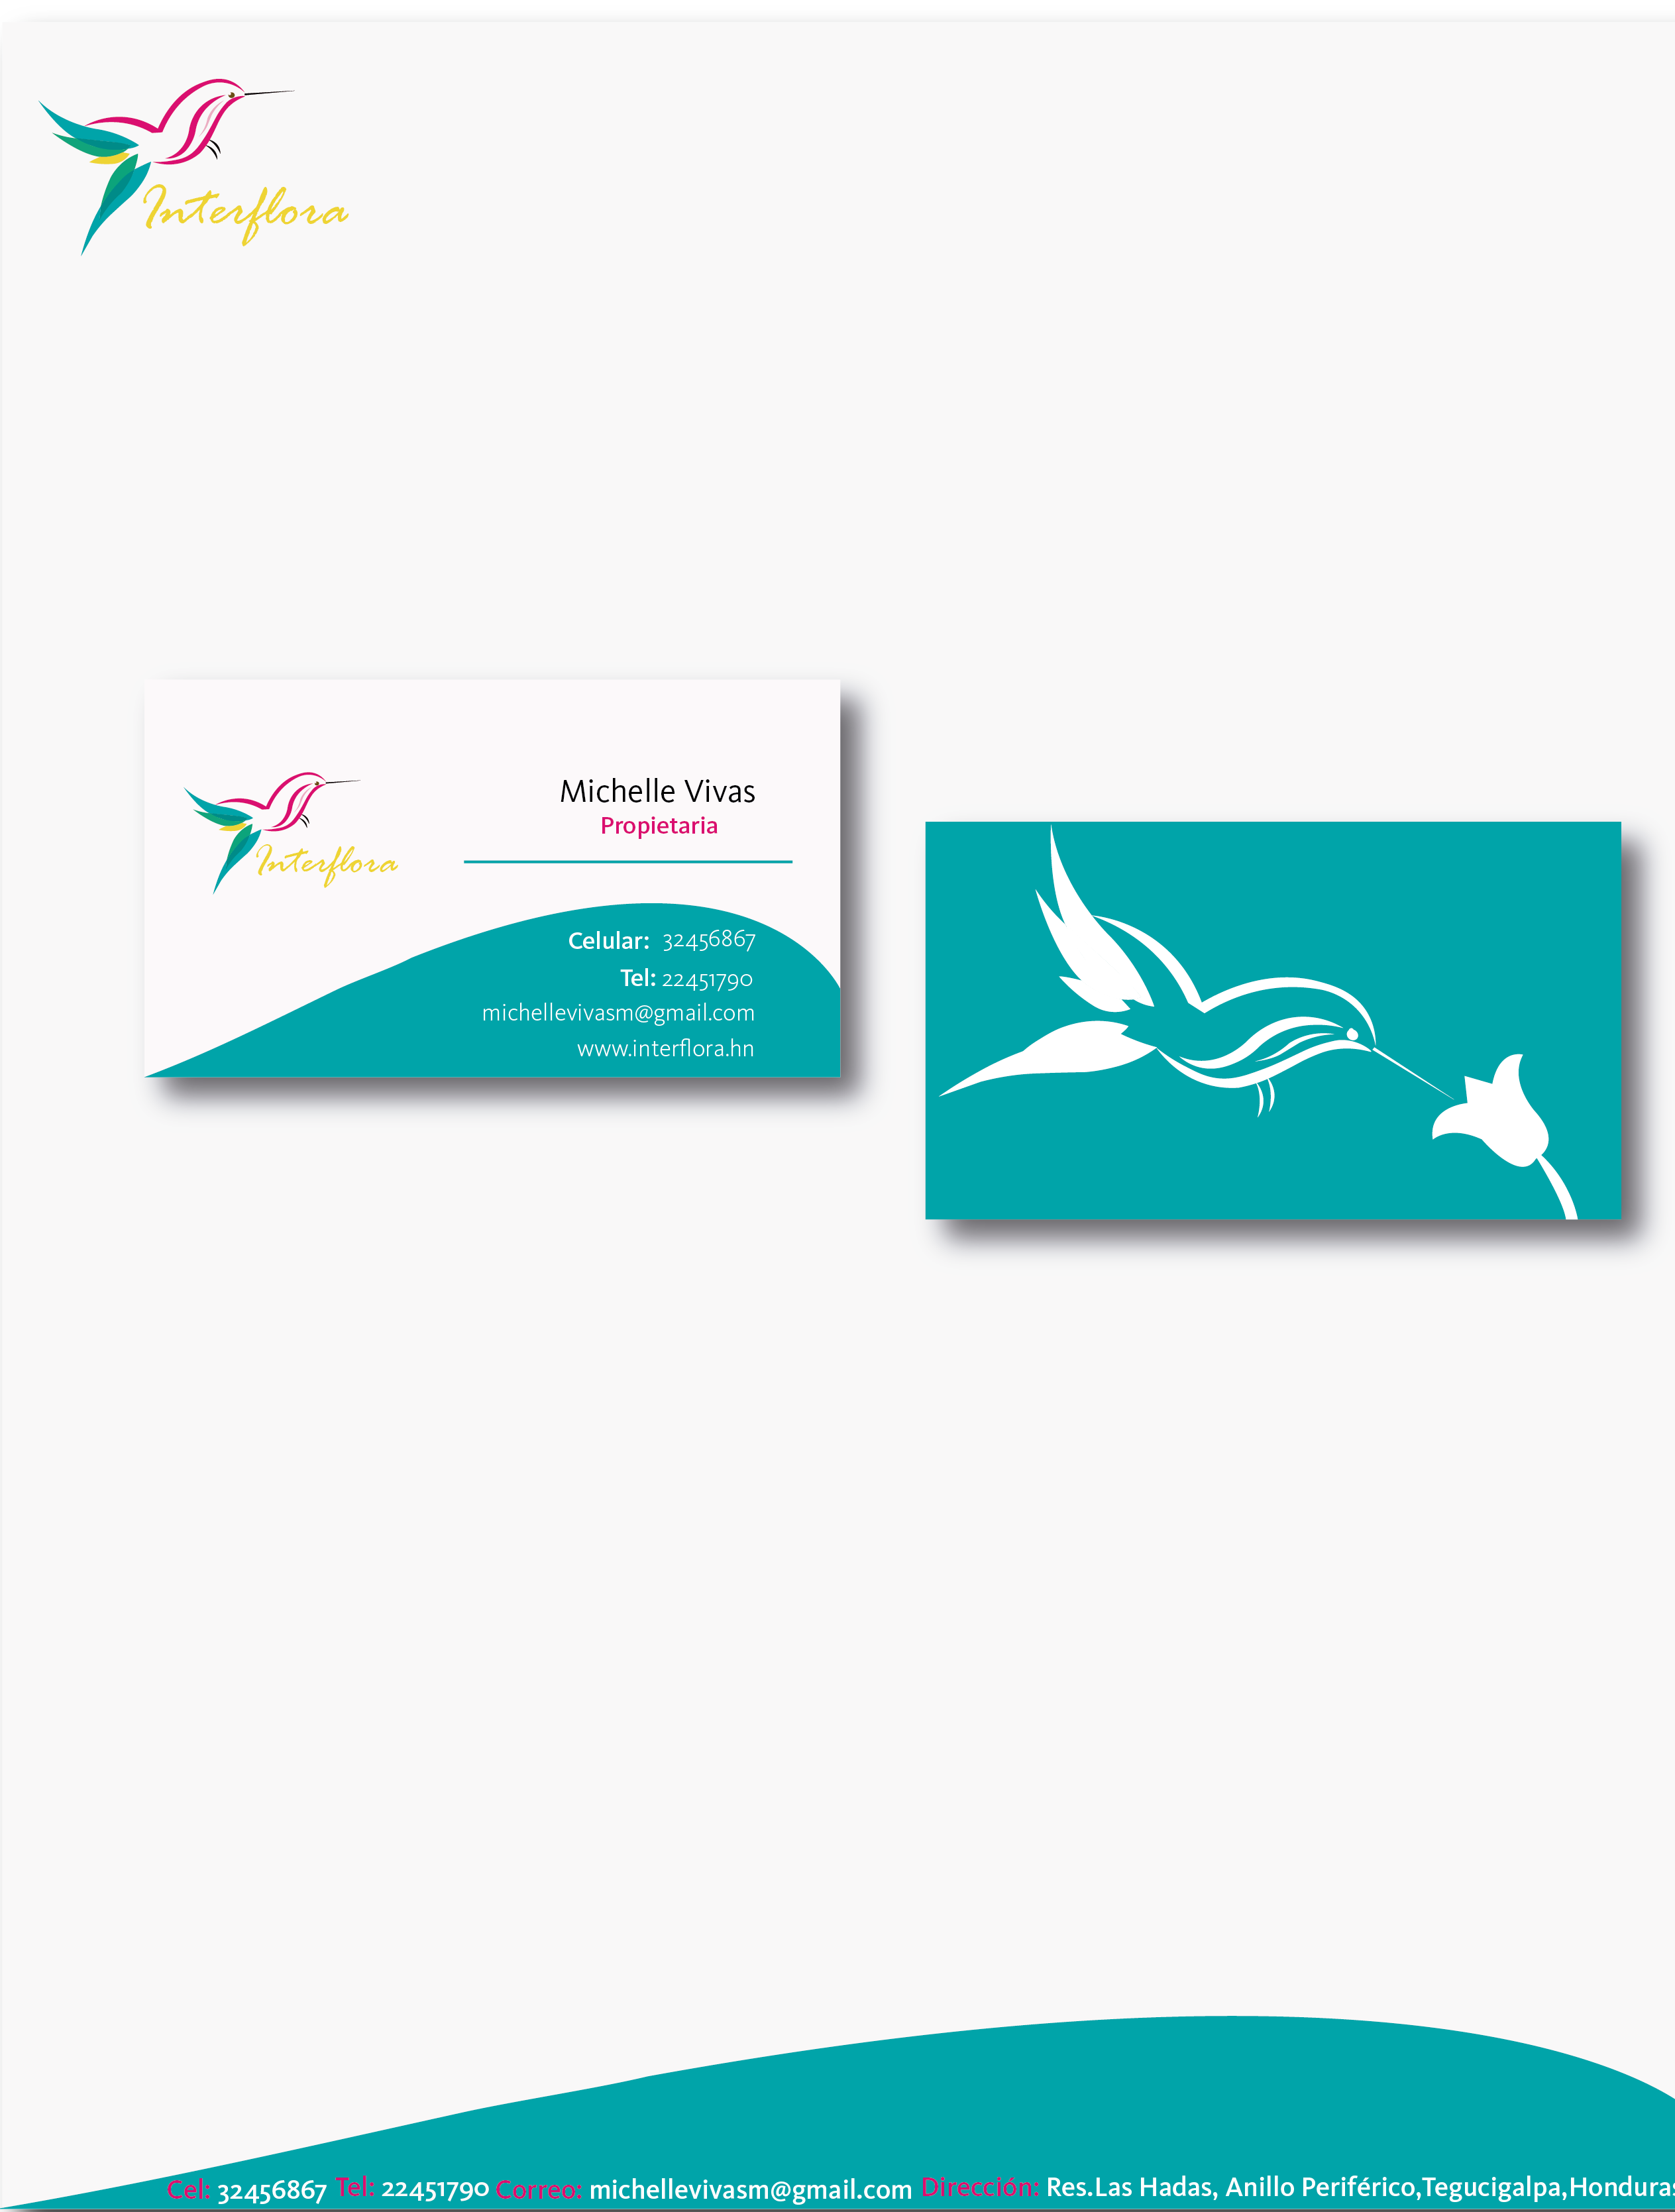 Interflora
Michelle Vivas
Propietaria
Interflora
Celular: 32456867
Tel: 22451790
michellevivasm@gmail.com
www.interflora.hn
Cel: 32456867 Tel: 22451790 Correo: michellevivasm@gmail.com Dirección: Res.Las Hadas, Anillo Periférico,Tegucigalpa,Hondura